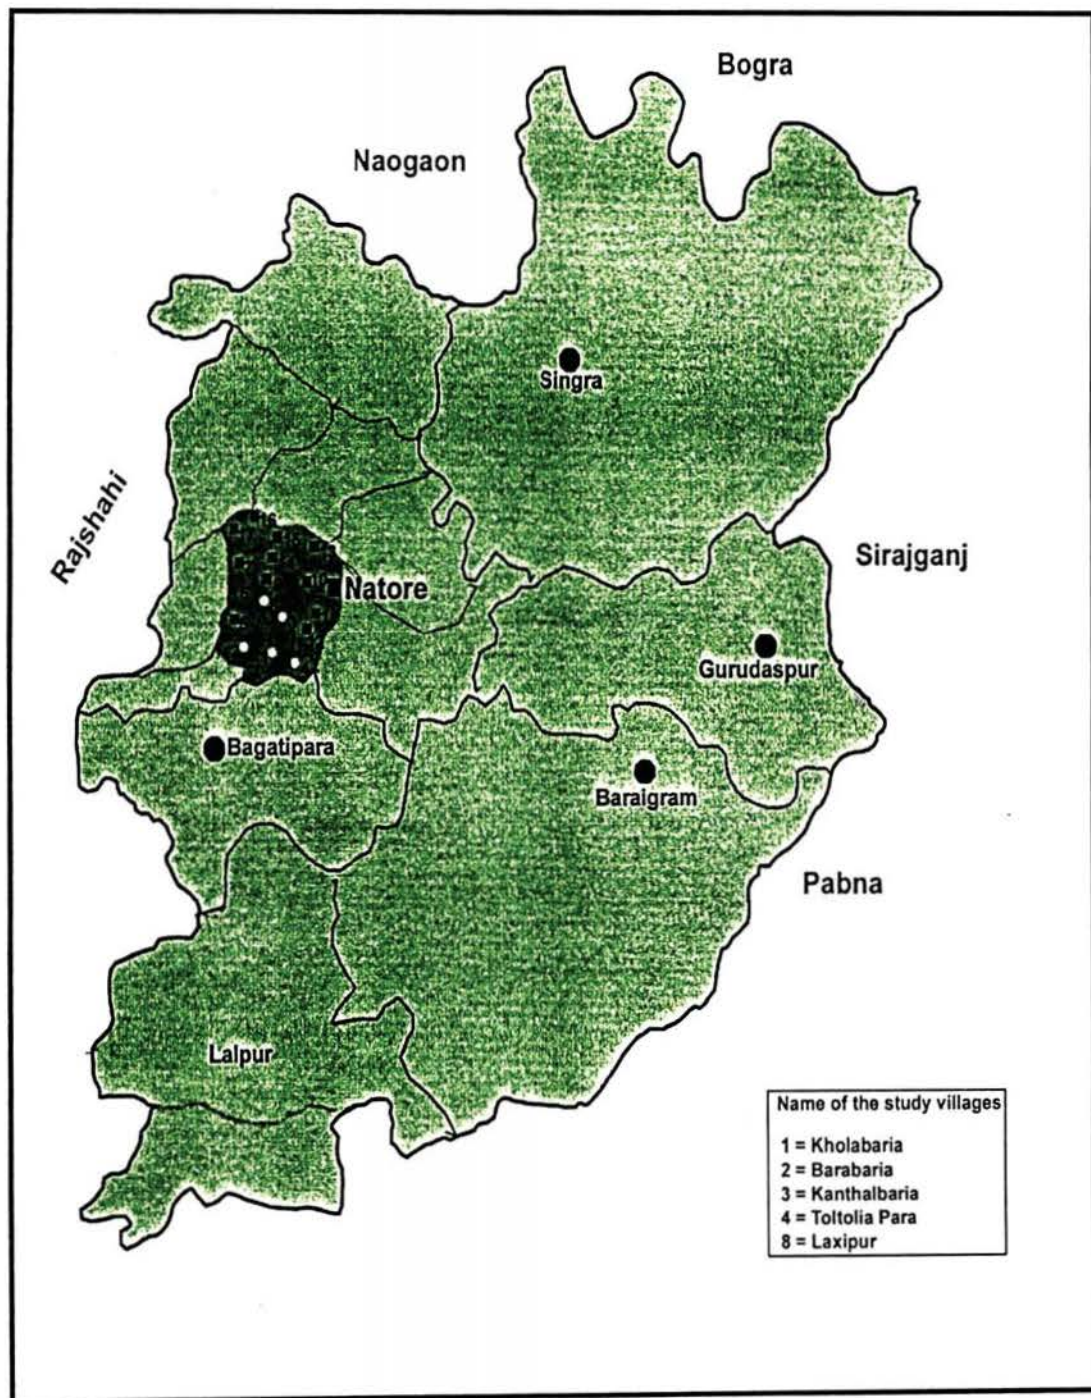 Bogra
Naogaon
Singra
Rajshahi
Sirajganj
Natore
Gurudaspur
Bagatipara
Baraigram
Pabna
Lalpur
Name of the study villages
1 = Kholabaria
2 = Barabaria
3 = Kanthalbaria
4 = Toltolia Para
8 = Laxipur